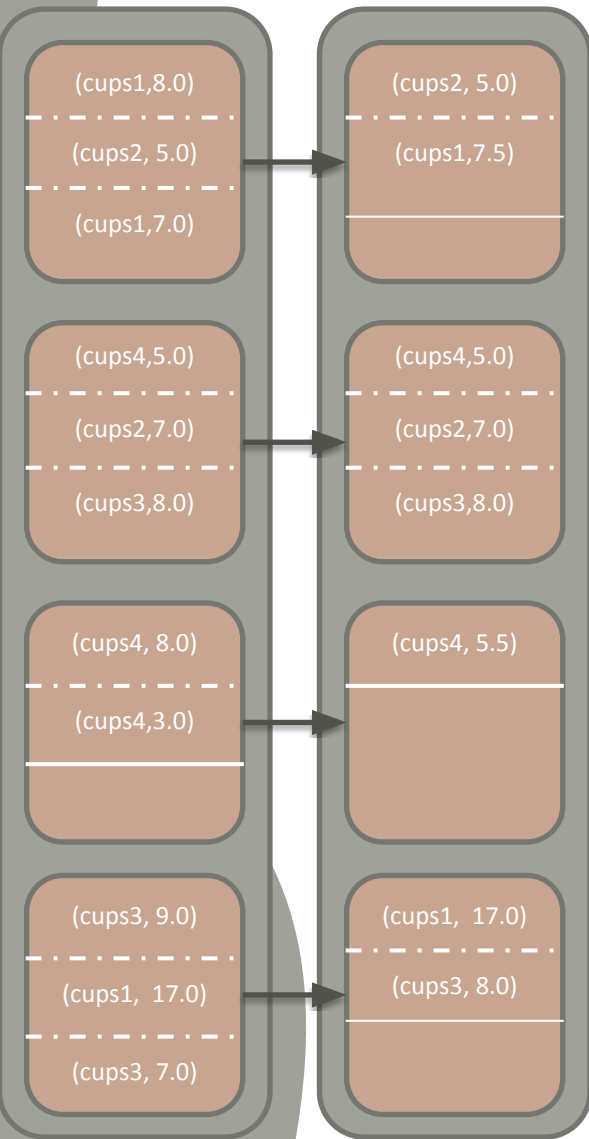 (cups1,8.0)
(cups2, 5.0)
(cups1,7.0)
(cups4,5.0)
(cups2,7.0)
(cups3,8.0)
(cups4, 8.0)
(cups4,3.0)
(cups3, 9.0)
(cups1,  17.0)
(cups3, 7.0)
(cups2, 5.0)
(cups1,7.5)
(cups4,5.0)
(cups2,7.0)
(cups3,8.0)
(cups4, 5.5)
(cups1,  17.0)
(cups3, 8.0)